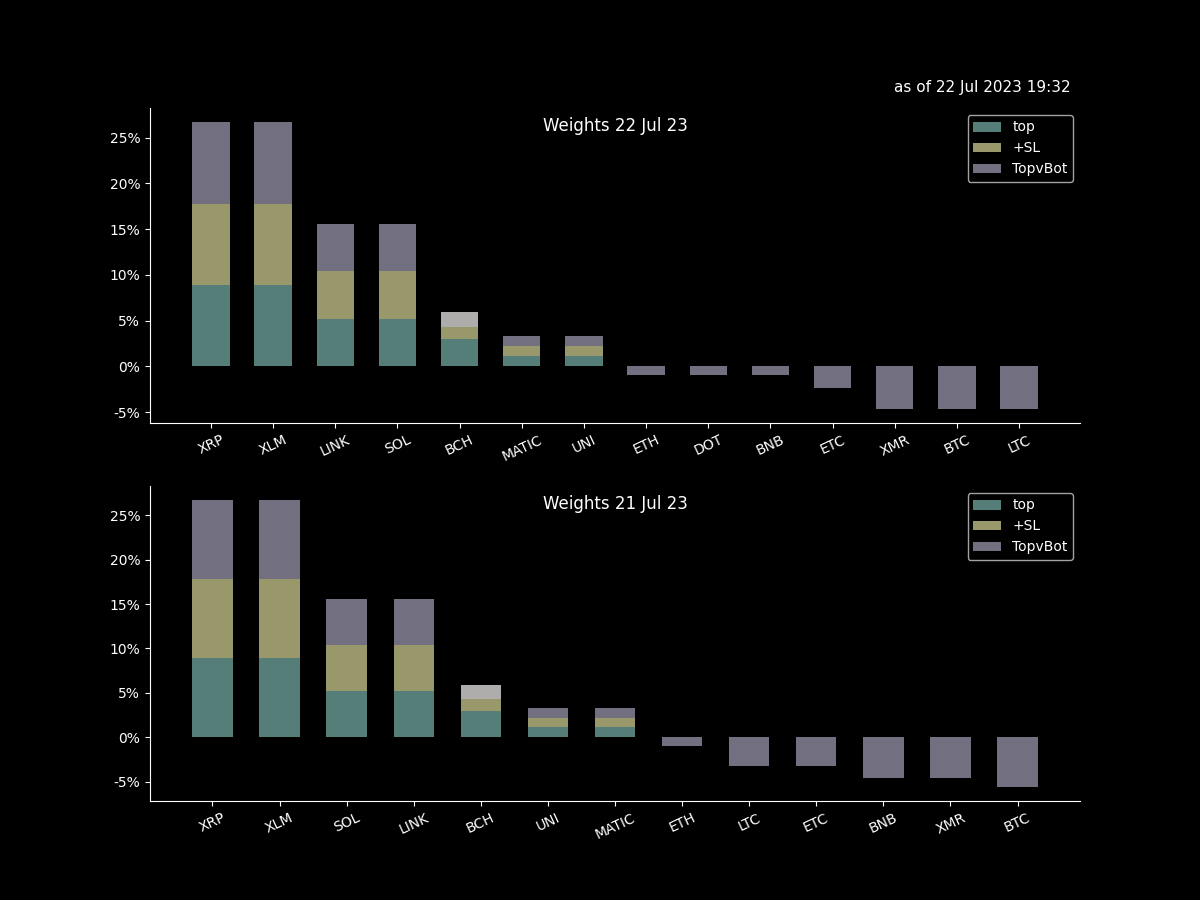 as of 22 Jul 2023 19:32
Weights 22 Jul 23
top
+SL
TopvBot
25%
20%
15%
10%
5%
0%
-5%
XRP XLM LINK SOL BCH MATIC UNI ETH DOT BNB ETC XMR BTC LTC
Weights 21 Jul 23
top
+SL
TopvBot
25%
20%
15%
10%
5%
0%
-5%
XRP XLM SOL LINK BCH UNI MATIC ETH LTC ETC BNB XMR BTC